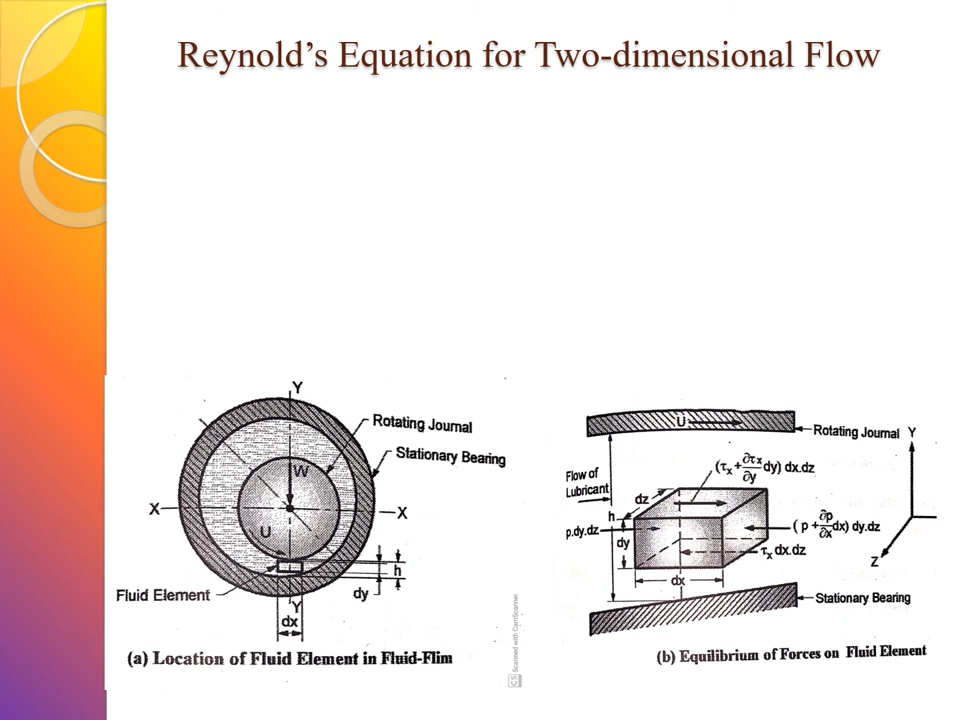 Reynold’s Equation for Two-dimensional Flow
Y
Rotating Journal
Stationary Bearing
W
X
X
U
h
Fluid Element
dy
Y
dx
(a) Location of Fluid Element in Fluid-Flim
CS Scanned with CamScanner
U
Rotating Journal
Y
(τx + ∂τx/∂y dy) dx.dz
Flow of
Lubricant
dz
h
p.dy.dz
(p + ∂p/∂x dx) dy.dz
dy
τx dx.dz
Z
dx
Stationary Bearing
(b) Equilibrium of Forces on Fluid Element